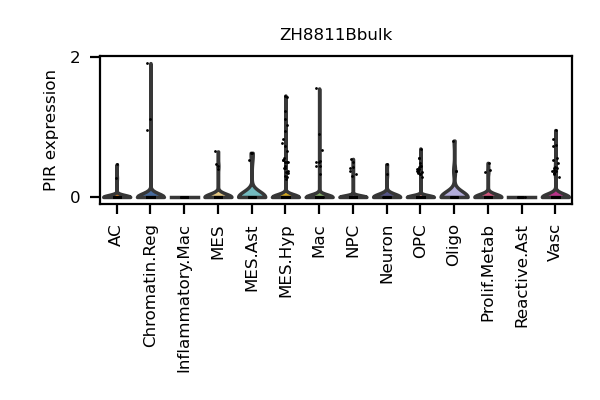 ZH8811Bbulk
PIR expression
2
0
AC
Chromatin.Reg
Inflammatory.Mac
MES
MES.Ast
MES.Hyp
Mac
NPC
Neuron
OPC
Oligo
Prolif.Metab
Reactive.Ast
Vasc